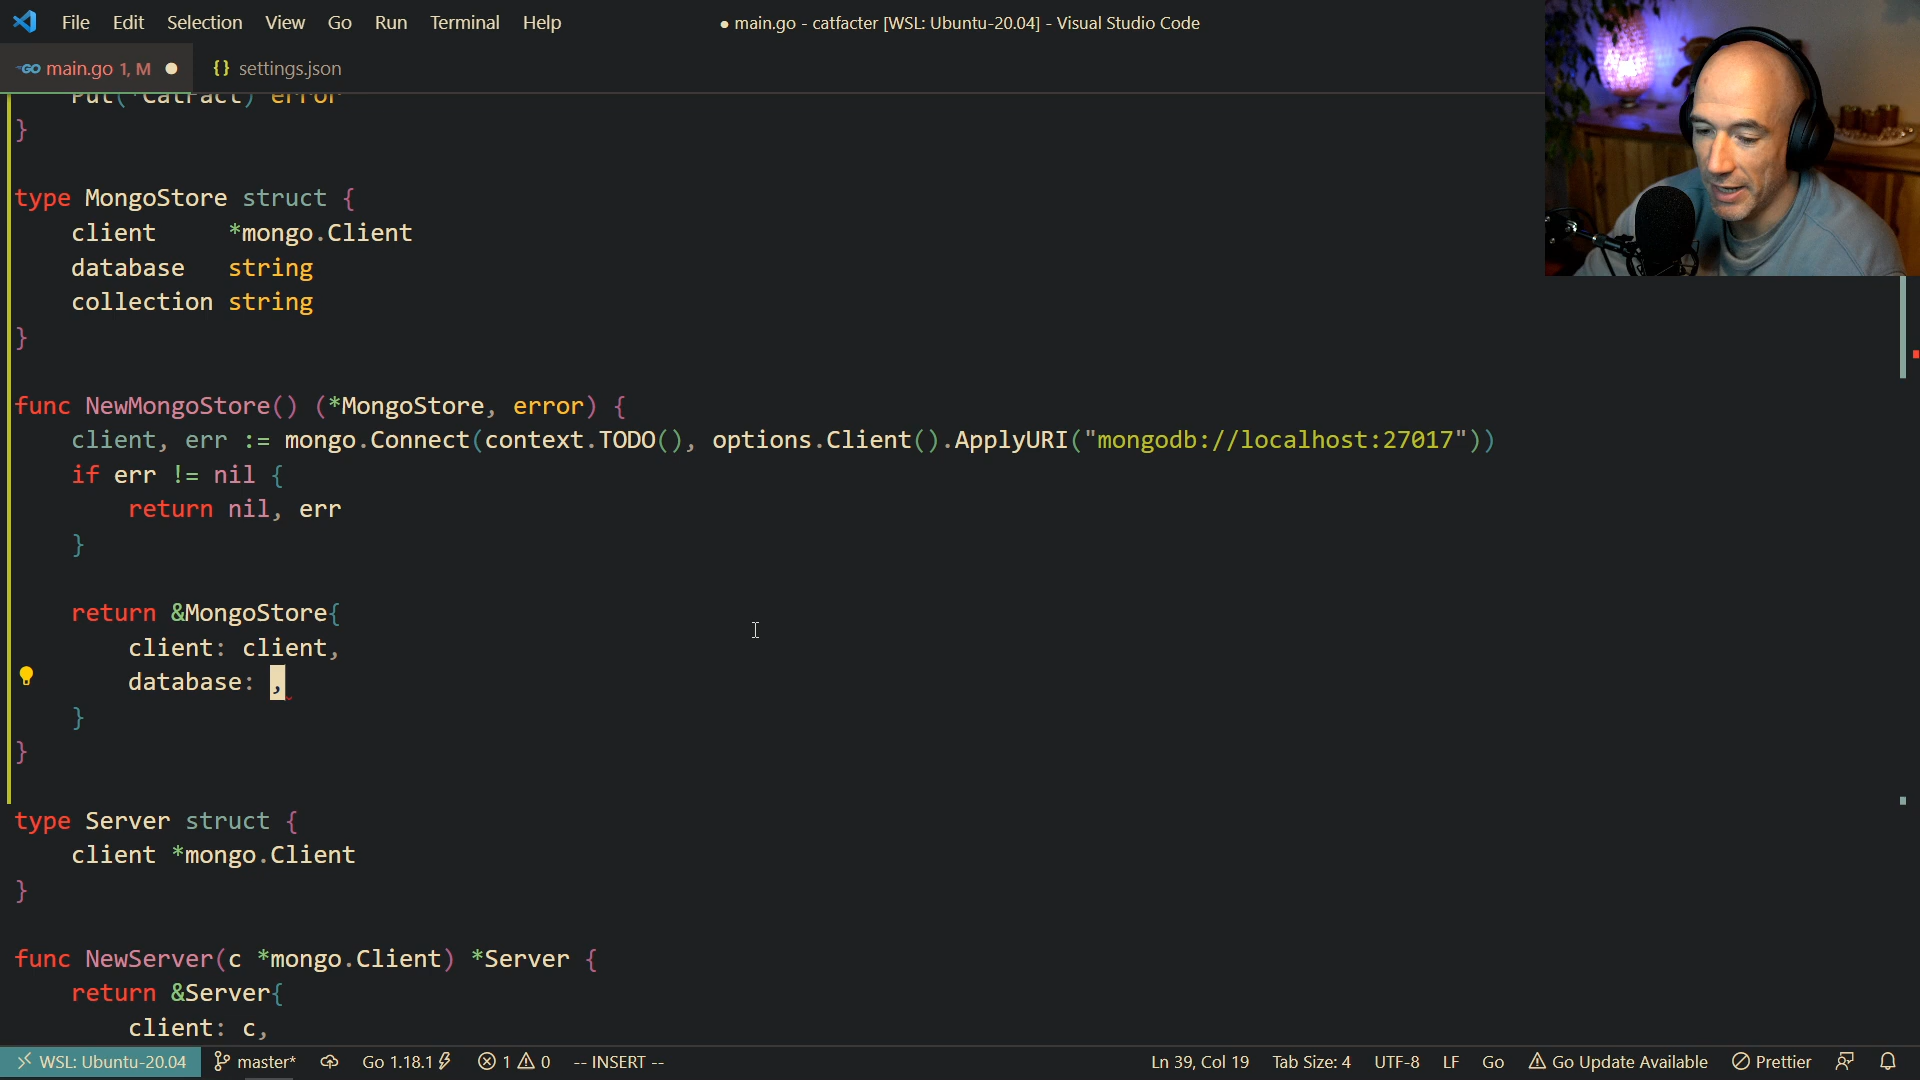 File Edit Selection View Go Run Terminal Help
● main.go - catfacter [WSL: Ubuntu-20.04] - Visual Studio Code
GO main.go 1, M ●
{} settings.json
Put(*CatFact) error
}
type MongoStore struct {
client *mongo.Client
database string
collection string
}
func NewMongoStore() (*MongoStore, error) {
client, err := mongo.Connect(context.TODO(), options.Client().ApplyURI("mongodb://localhost:27017"))
if err != nil {
return nil, err
}
return &MongoStore{
client: client,
database: ,
}
}
type Server struct {
client *mongo.Client
}
func NewServer(c *mongo.Client) *Server {
return &Server{
client: c,
WSL: Ubuntu-20.04 master* Go 1.18.1 1 0 -- INSERT -- Ln 39, Col 19 Tab Size: 4 UTF-8 LF Go Go Update Available Prettier